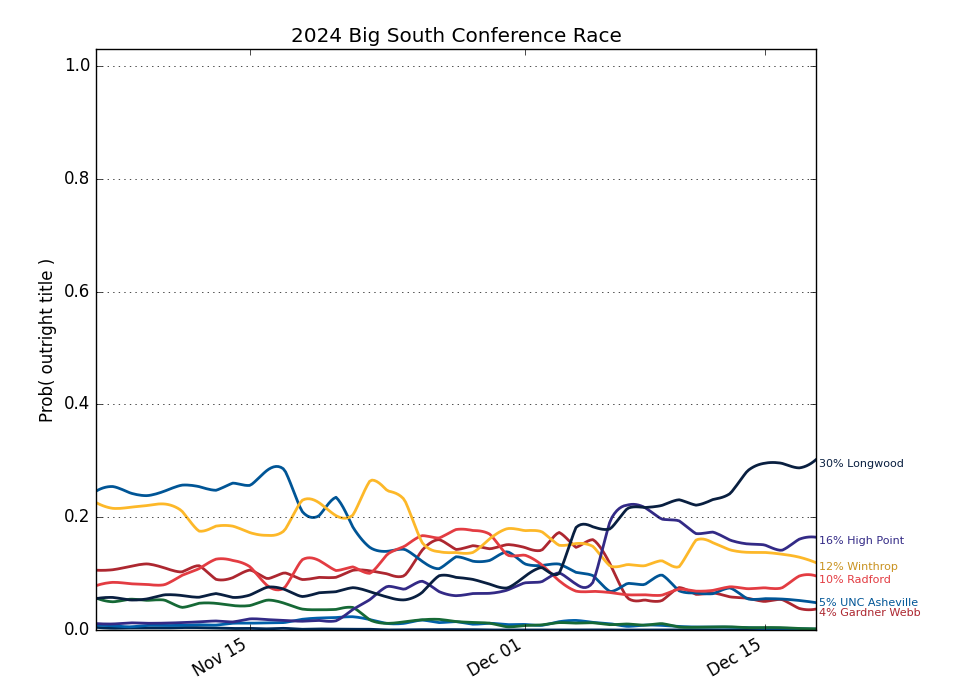 2024 Big South Conference Race
Prob( outright title )
1.0
0.8
0.6
0.4
0.2
0.0
Nov 15
Dec 01
Dec 15
30% Longwood
16% High Point
12% Winthrop
10% Radford
5% UNC Asheville
4% Gardner Webb